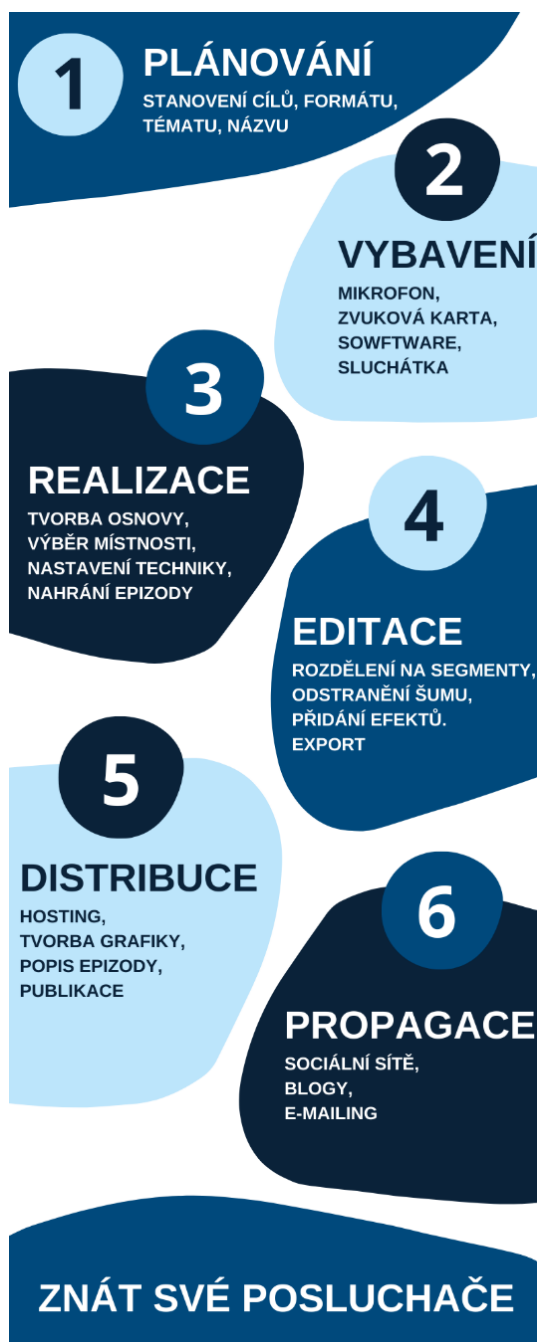 1
PLÁNOVÁNÍ
STANOVENÍ CÍLŮ, FORMÁTU,
TÉMATU, NÁZVU
2
VYBAVENÍ
MIKROFON,
ZVUKOVÁ KARTA,
SOWFTWARE,
SLUCHÁTKA
3
REALIZACE
TVORBA OSNOVY,
VÝBĚR MÍSTNOSTI,
NASTAVENÍ TECHNIKY,
NAHRÁNÍ EPIZODY
4
EDITACE
ROZDĚLENÍ NA SEGMENTY,
ODSTRANĚNÍ ŠUMU,
PŘIDÁNÍ EFEKTŮ.
EXPORT
5
DISTRIBUCE
HOSTING,
TVORBA GRAFIKY,
POPIS EPIZODY,
PUBLIKACE
6
PROPAGACE
SOCIÁLNÍ SÍTĚ,
BLOGY,
E-MAILING
ZNÁT SVÉ POSLUCHAČE